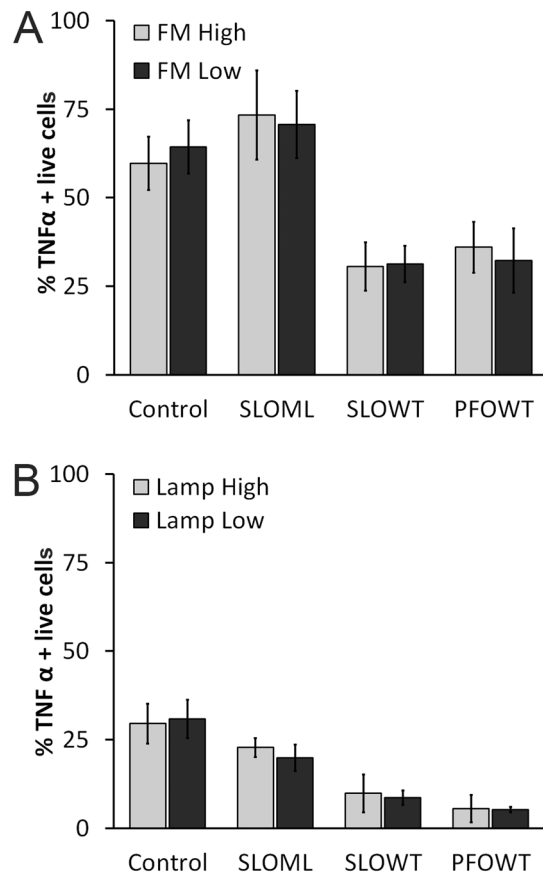 A
% TNFα + live cells
100
75
50
25
0
FM High
FM Low
Control SLOML SLOWT PFOWT
B
% TNF α + live cells
100
75
50
25
0
Lamp High
Lamp Low
Control SLOML SLOWT PFOWT